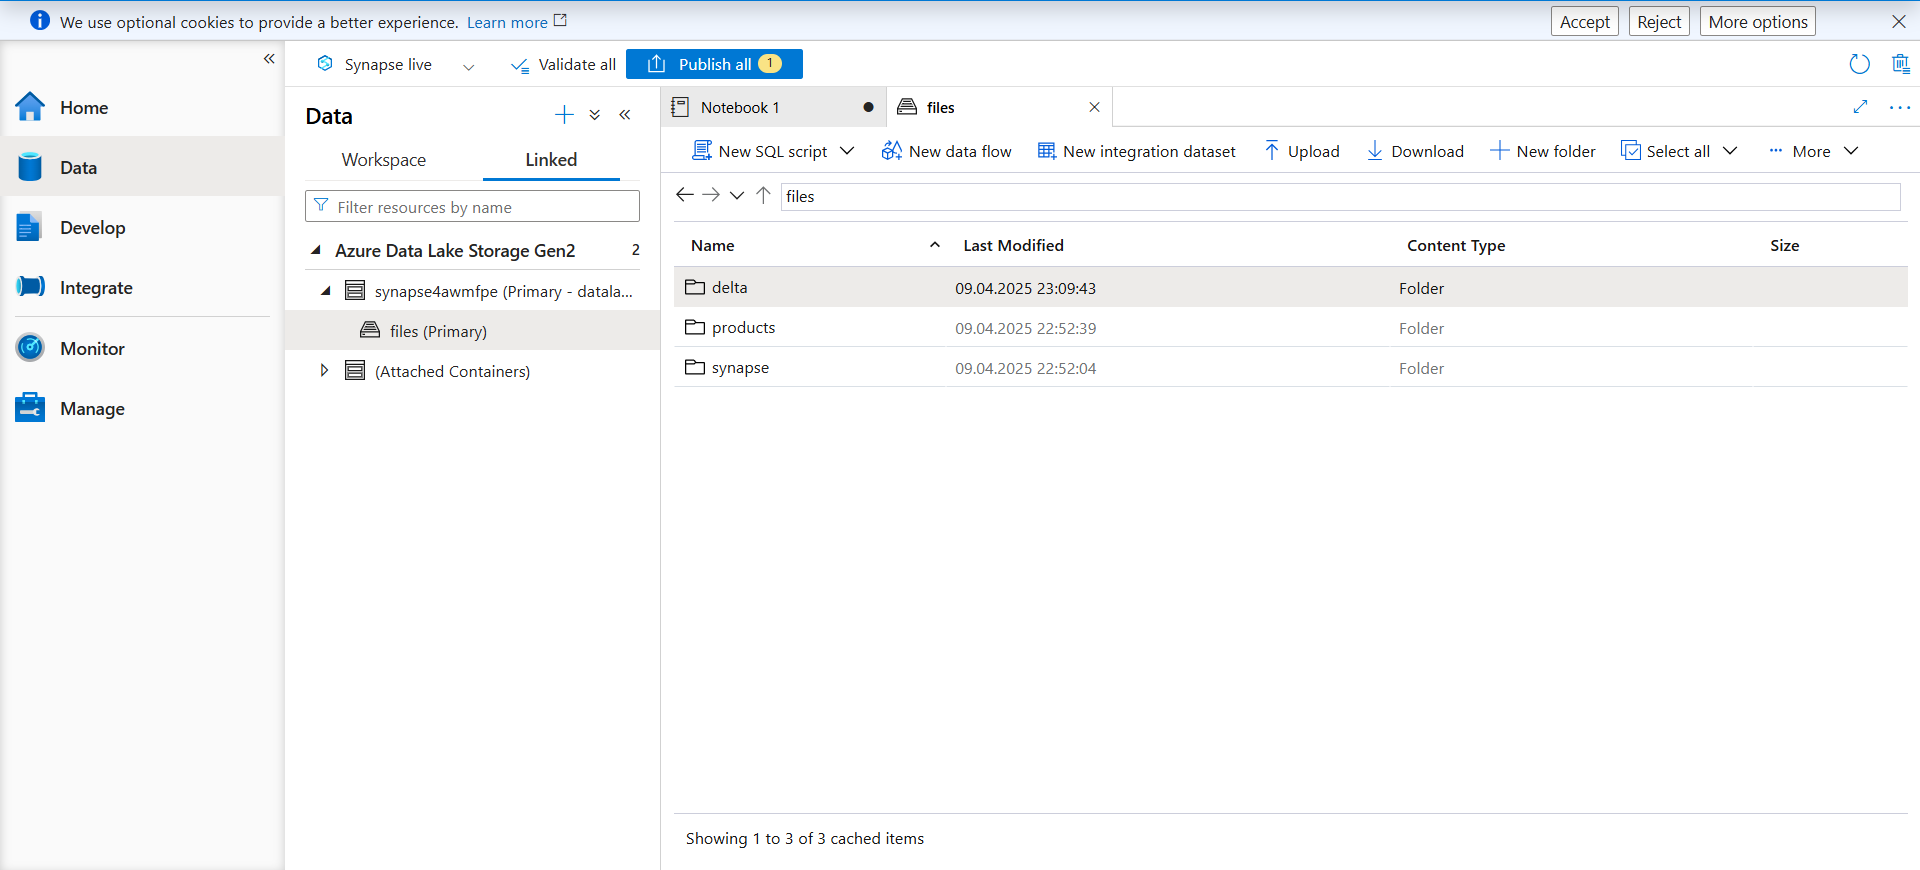 We use optional cookies to provide a better experience. Learn more
Accept
Reject
More options
Home
Data
Develop
Integrate
Monitor
Manage
Synapse live
Validate all
Publish all 1
Data
Workspace
Linked
Filter resources by name
Azure Data Lake Storage Gen2 2
synapse4awmfpe (Primary - datala...
files (Primary)
(Attached Containers)
Notebook 1
files
New SQL script
New data flow
New integration dataset
Upload
Download
New folder
Select all
More
files
Name Last Modified Content Type Size
delta 09.04.2025 23:09:43 Folder
products 09.04.2025 22:52:39 Folder
synapse 09.04.2025 22:52:04 Folder
Showing 1 to 3 of 3 cached items